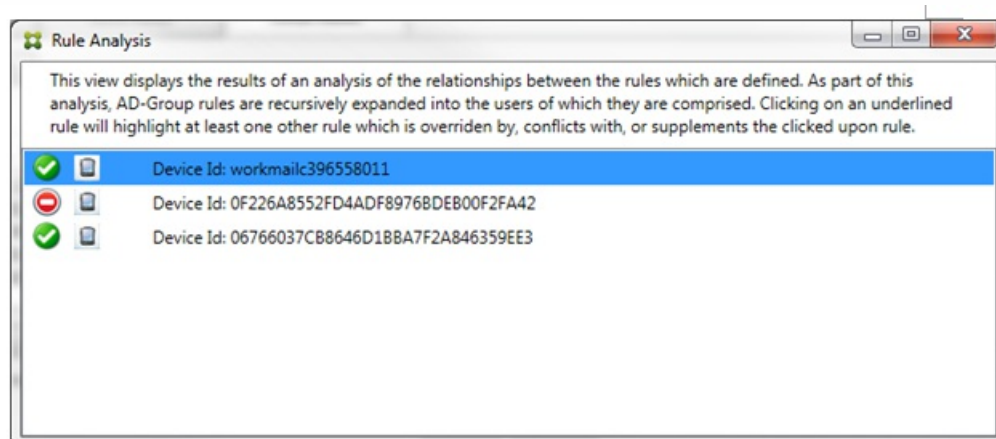 Rule Analysis
This view displays the results of an analysis of the relationships between the rules which are defined. As part of this
analysis, AD-Group rules are recursively expanded into the users of which they are comprised. Clicking on an underlined
rule will highlight at least one other rule which is overriden by, conflicts with, or supplements the clicked upon rule.
Device Id: workmailc396558011
Device Id: 0F226A8552FD4ADF8976BDEB00F2FA42
Device Id: 06766037CB8646D1BBA7F2A846359EE3